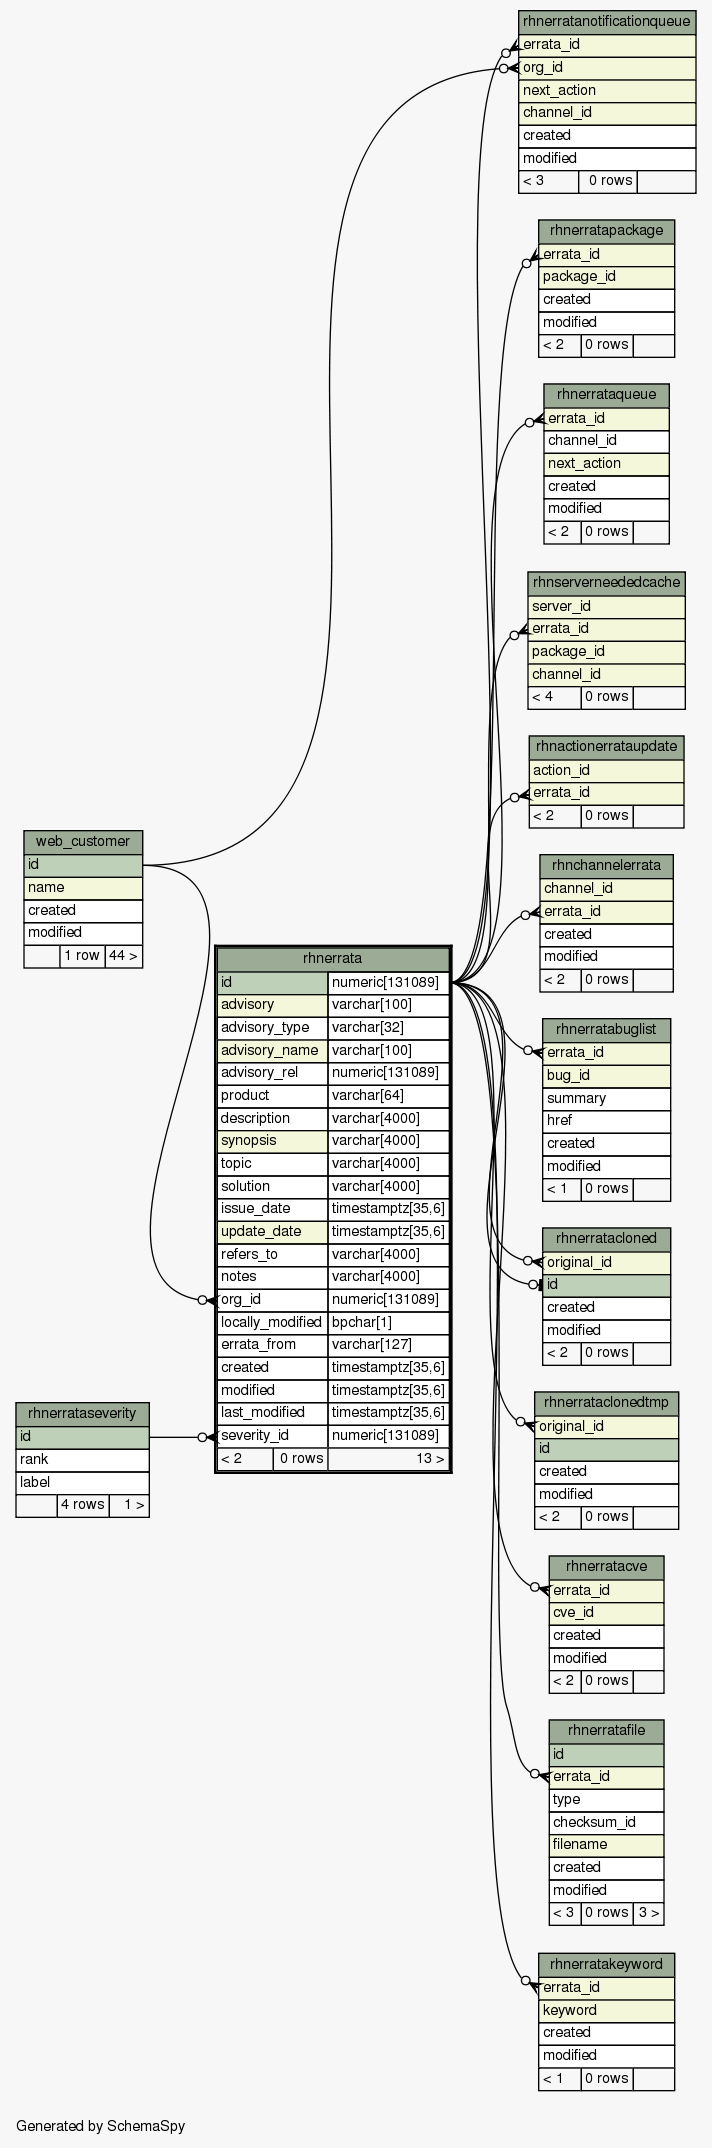 rhnerratanotificationqueue
errata_id
org_id
next_action
channel_id
created
modified
< 3 0 rows
rhnerratapackage
errata_id
package_id
created
modified
< 2 0 rows
rhnerrataqueue
errata_id
channel_id
next_action
created
modified
< 2 0 rows
rhnserverneededcache
server_id
errata_id
package_id
channel_id
< 4 0 rows
rhnactionerrataupdate
action_id
errata_id
< 2 0 rows
web_customer
id
name
created
modified
1 row 44 >
rhnchannelerrata
channel_id
errata_id
created
modified
< 2 0 rows
rhnerrata
id numeric[131089]
advisory varchar[100]
advisory_type varchar[32]
advisory_name varchar[100]
advisory_rel numeric[131089]
product varchar[64]
description varchar[4000]
synopsis varchar[4000]
topic varchar[4000]
solution varchar[4000]
issue_date timestamptz[35,6]
update_date timestamptz[35,6]
refers_to varchar[4000]
notes varchar[4000]
org_id numeric[131089]
locally_modified bpchar[1]
errata_from varchar[127]
created timestamptz[35,6]
modified timestamptz[35,6]
last_modified timestamptz[35,6]
severity_id numeric[131089]
< 2 0 rows 13 >
rhnerratabuglist
errata_id
bug_id
summary
href
created
modified
< 1 0 rows
rhnerratacloned
original_id
id
created
modified
< 2 0 rows
rhnerrataseverity
id
rank
label
4 rows 1 >
rhnerrataclonedtmp
original_id
id
created
modified
< 2 0 rows
rhnerratacve
errata_id
cve_id
created
modified
< 2 0 rows
rhnerratafile
id
errata_id
type
checksum_id
filename
created
modified
< 3 0 rows 3 >
rhnerratakeyword
errata_id
keyword
created
modified
< 1 0 rows
Generated by SchemaSpy